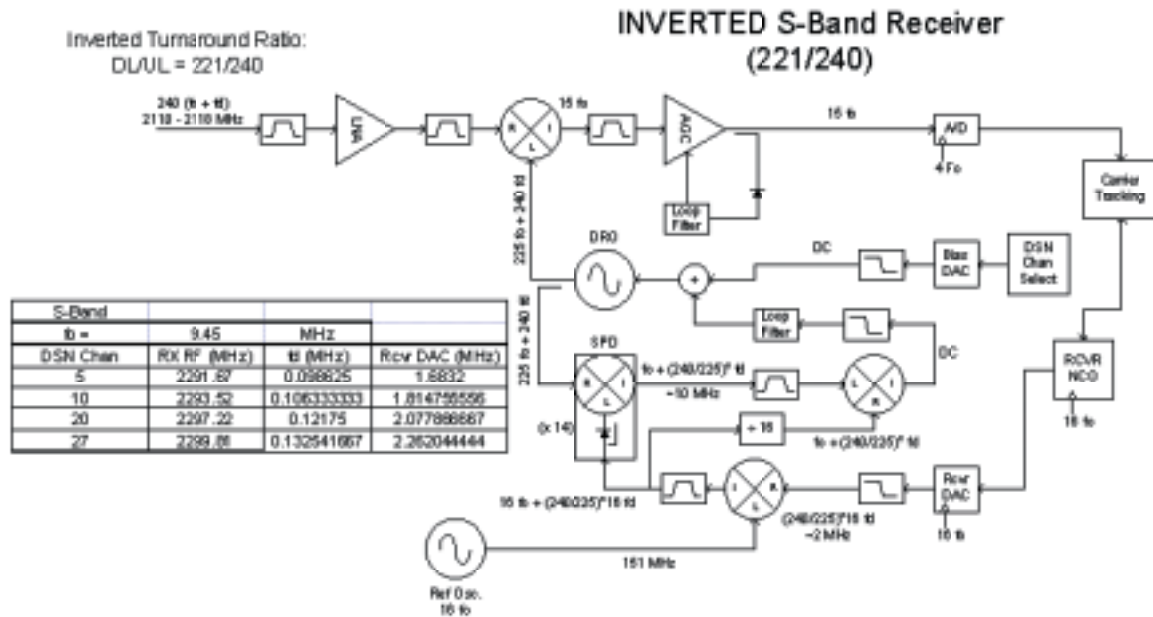 INVERTED S-Band Receiver
(221/240)
Inverted Turnaround Ratio:
DL/UL = 221/240
240 (fo + fd)
2110 - 2118 MHz
LNA
R
I
L
15 fo
AGC
15 fo
A/D
4 Fo
Carrier
Tracking
Loop
Filter
225 fo + 240 fd
DRO
+
DC
Bias
DAC
DSN
Chan
Select
Loop
Filter
DC
225 fo + 240 fd
SPD
R
I
L
(x 14)
fo + (240/225)* fd
~10 MHz
L
I
R
÷ 16
fo + (240/225)* fd
RCVR
NCO
16 fo
16 fo + (240/225)*16 fd
I
R
L
(240/225)*16 fd
~2 MHz
Rcvr
DAC
16 fo
151 MHz
Ref Osc.
16 fo
S-Band
fo = 9.45 MHz
DSN Chan RX RF (MHz) fd (MHz) Rcvr DAC (MHz)
5 2291.67 0.098625 1.6832
10 2293.52 0.106333333 1.814755556
20 2297.22 0.12175 2.077866667
27 2299.81 0.132541667 2.262044444